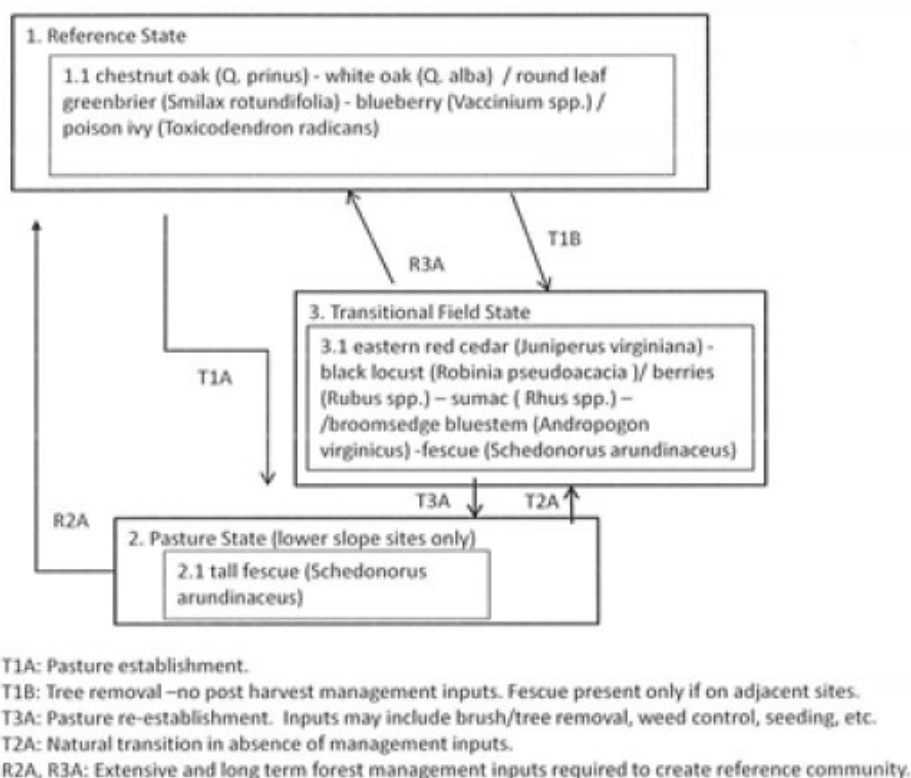 1. Reference State
1.1 chestnut oak (Q. prinus) - white oak (Q. alba) / round leaf
greenbrier (Smilax rotundifolia) - blueberry (Vaccinium spp.) /
poison ivy (Toxicodendron radicans)
T1B
R3A
3. Transitional Field State
3.1 eastern red cedar (Juniperus virginiana) -
black locust (Robinia pseudoacacia )/ berries
(Rubus spp.) – sumac ( Rhus spp.) –
/broomsedge bluestem (Andropogon
virginicus) -fescue (Schedonorus arundinaceus)
T1A
T3A
T2A
R2A
2. Pasture State (lower slope sites only)
2.1 tall fescue (Schedonorus
arundinaceus)
T1A: Pasture establishment.
T1B: Tree removal –no post harvest management inputs. Fescue present only if on adjacent sites.
T3A: Pasture re-establishment.  Inputs may include brush/tree removal, weed control, seeding, etc.
T2A: Natural transition in absence of management inputs.
R2A, R3A: Extensive and long term forest management inputs required to create reference community.